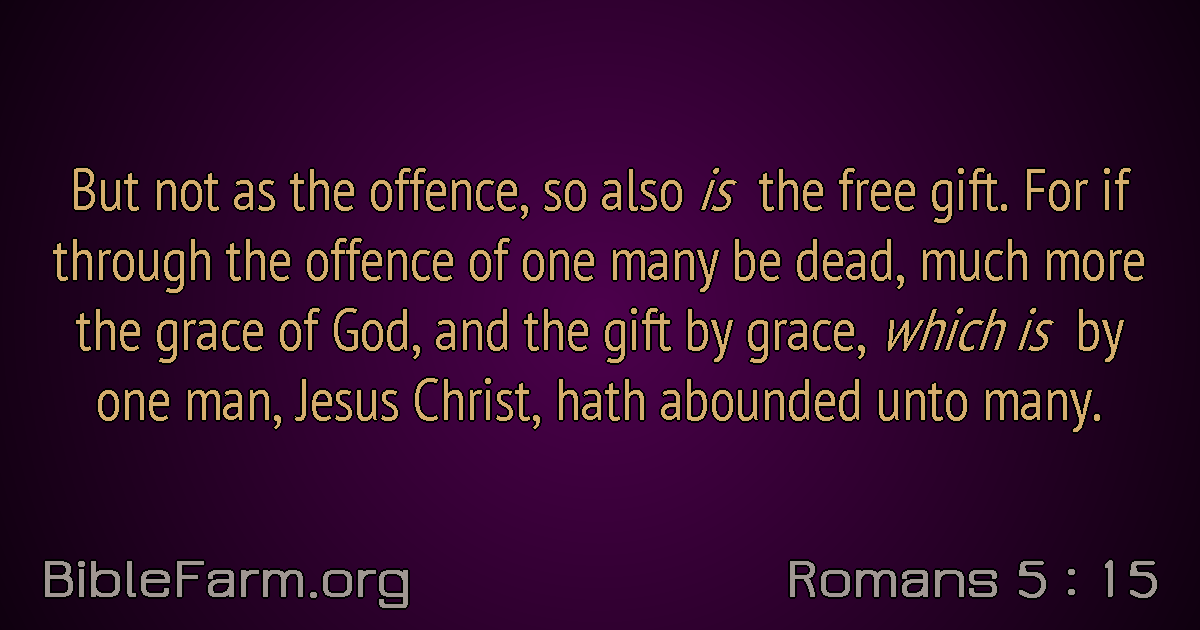 But not as the offence, so also is the free gift. For if
through the offence of one many be dead, much more
the grace of God, and the gift by grace, which is by
one man, Jesus Christ, hath abounded unto many.
BibleFarm.org
Romans 5 : 15